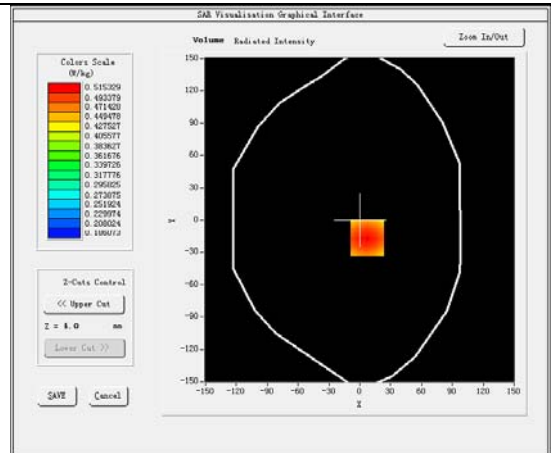 SAR Visualisation Graphical Interface
Volume Radiated Intensity
Zoom In/Out
Colors Scale
(W/kg)
0.515329
0.493379
0.471428
0.449478
0.427527
0.405577
0.383627
0.361676
0.339726
0.317776
0.295825
0.273875
0.251924
0.229974
0.208024
0.186073
150
120
90
60
30
0
-30
-60
-90
-120
-150
Y
-150 -120 -90 -60 -30 0 30 60 90 120 150
X
Z-Cuts Control
<< Upper Cut
Z = 4.0 mm
Lower Cut >>
SAVE Cancel